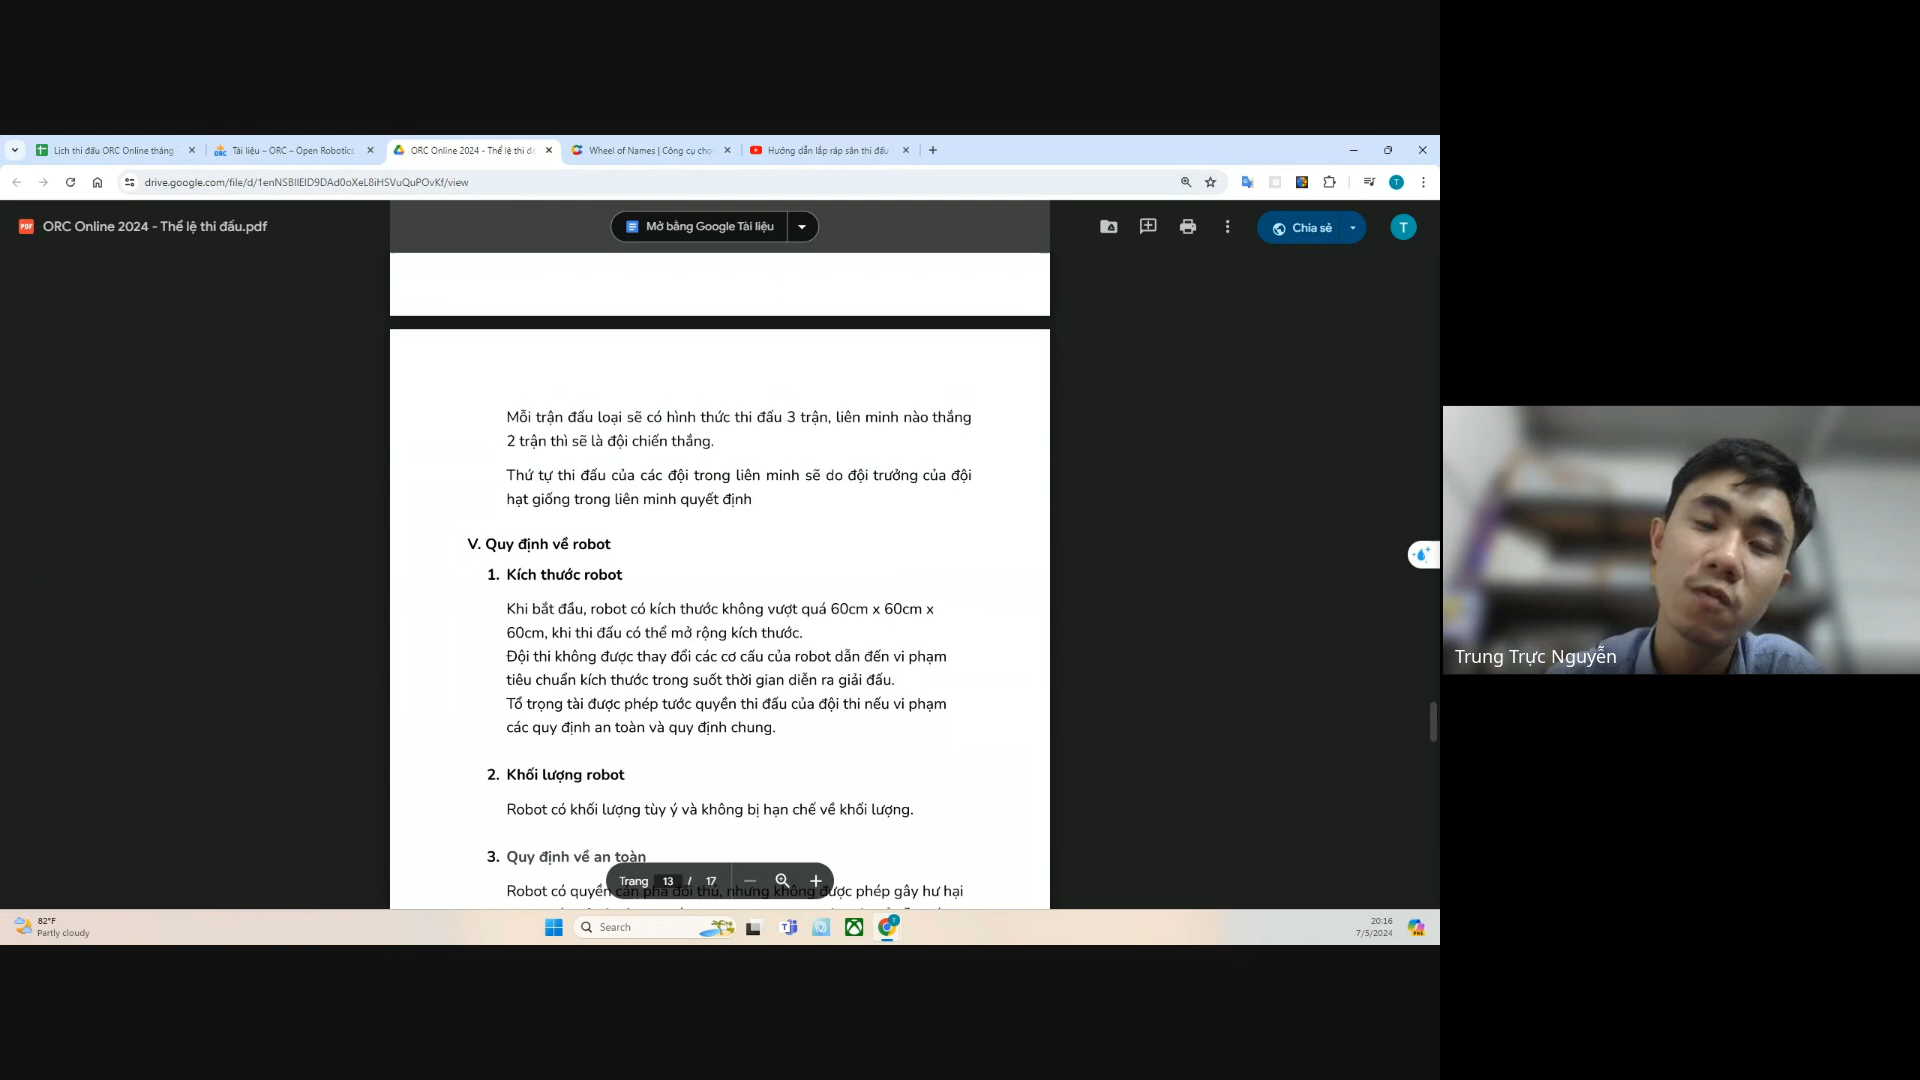 Lịch thi đấu ORC Online tháng
Tài liệu – ORC – Open Robotics
ORC Online 2024 - Thể lệ thi đấ
Wheel of Names | Công cụ cho
Hướng dẫn lắp ráp sân thi đấu
drive.google.com/file/d/1enNSBIlEID9DAd0oXeL8iHSVuQuPOvKf/view
T
PDF
ORC Online 2024 - Thể lệ thi đấu.pdf
Mở bằng Google Tài liệu
Chia sẻ
T
Mỗi trận đấu loại sẽ có hình thức thi đấu 3 trận, liên minh nào thắng
2 trận thì sẽ là đội chiến thắng.
Thứ tự thi đấu của các đội trong liên minh sẽ do đội trưởng của đội
hạt giống trong liên minh quyết định
V. Quy định về robot
1. Kích thước robot
Khi bắt đầu, robot có kích thước không vượt quá 60cm x 60cm x
60cm, khi thi đấu có thể mở rộng kích thước.
Đội thi không được thay đổi các cơ cấu của robot dẫn đến vi phạm
tiêu chuẩn kích thước trong suốt thời gian diễn ra giải đấu.
Tổ trọng tài được phép tước quyền thi đấu của đội thi nếu vi phạm
các quy định an toàn và quy định chung.
2. Khối lượng robot
Robot có khối lượng tùy ý và không bị hạn chế về khối lượng.
3. Quy định về an toàn
Robot có quyền cản phá đối thủ, nhưng không được phép gây hư hại
Trang 13 / 17
Trung Trực Nguyễn
82°F
Partly cloudy
Search
20:16
7/5/2024